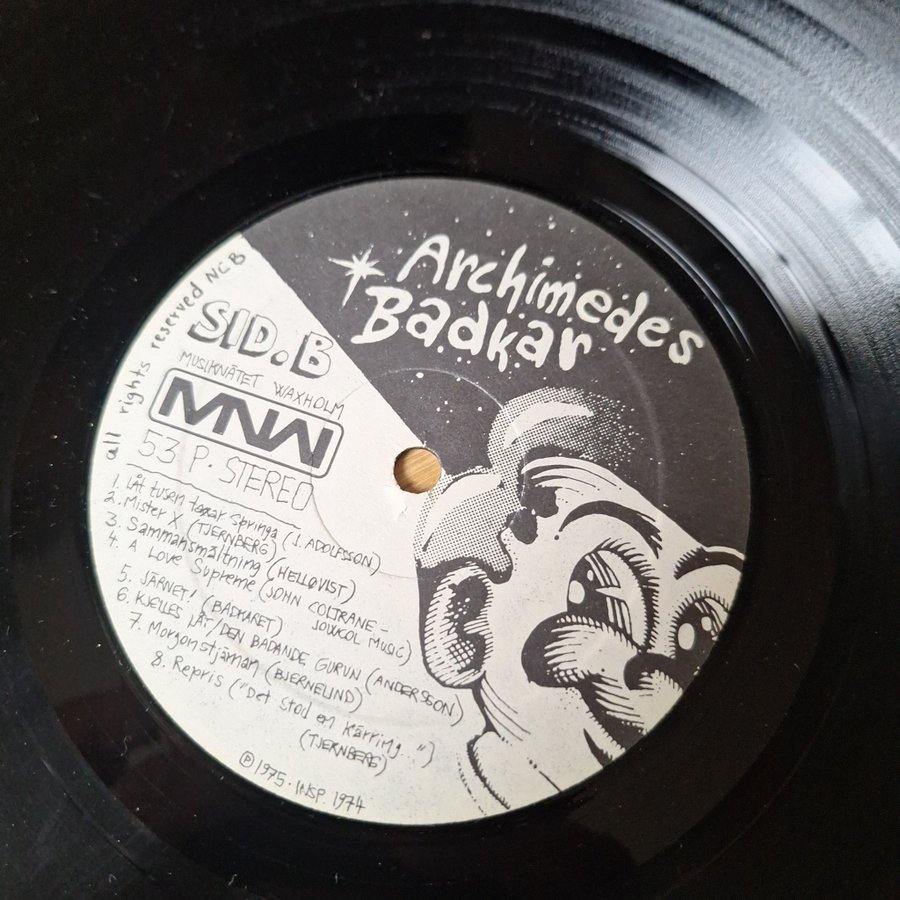 Archimedes
Badkar
all rights reserved NCB
SID. B
MUSIKNÄTET WAXHOLM
MNW
53 P. STEREO
1. Låt tusen texar springa (J. ADOLFSSON)
2. Mister X (TJERNBERG)
3. Sammansmältning (HELLQVIST)
4. A LOVE Supreme (JOHN COLTRANE –
JOWCOL MUSIC)
5. JÄRNET! (BADKARET)
6. KJELLES LÅT/DEN BADANDE GURUN (ANDERSSON)
7. Morgonstjärnan (BJERNELIND)
8. Repris ("Det stod en kärring..")
(TJERNBERG)
℗ 1975. INSP. 1974